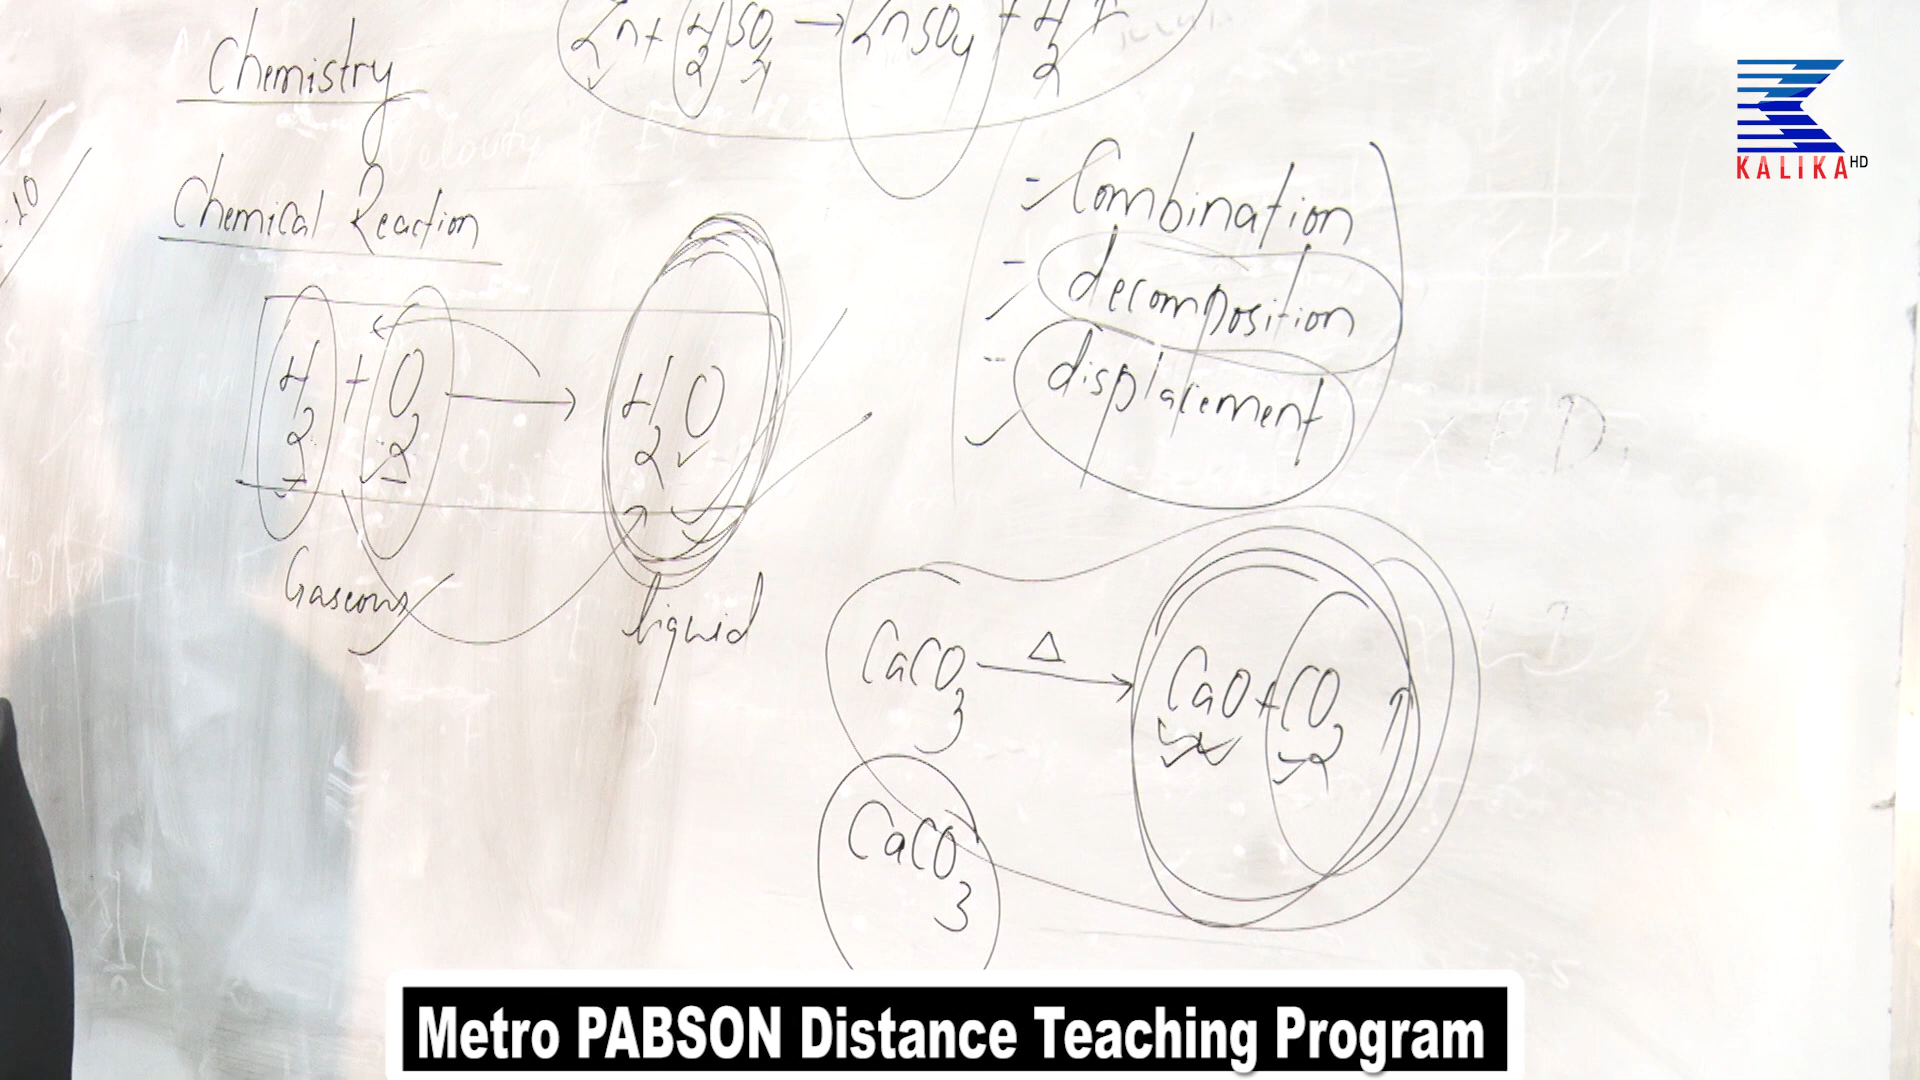 Chemistry
Zn + H2SO4 → ZnSO4 + H2 ↑
Chemical Reaction
H2 + O2 → H2O
Gaseous
liquid
- Combination
- decomposition
- displacement
CaCO3 —Δ→ CaO + CO2 ↑
CaCO3
KALIKA HD
Metro PABSON Distance Teaching Program